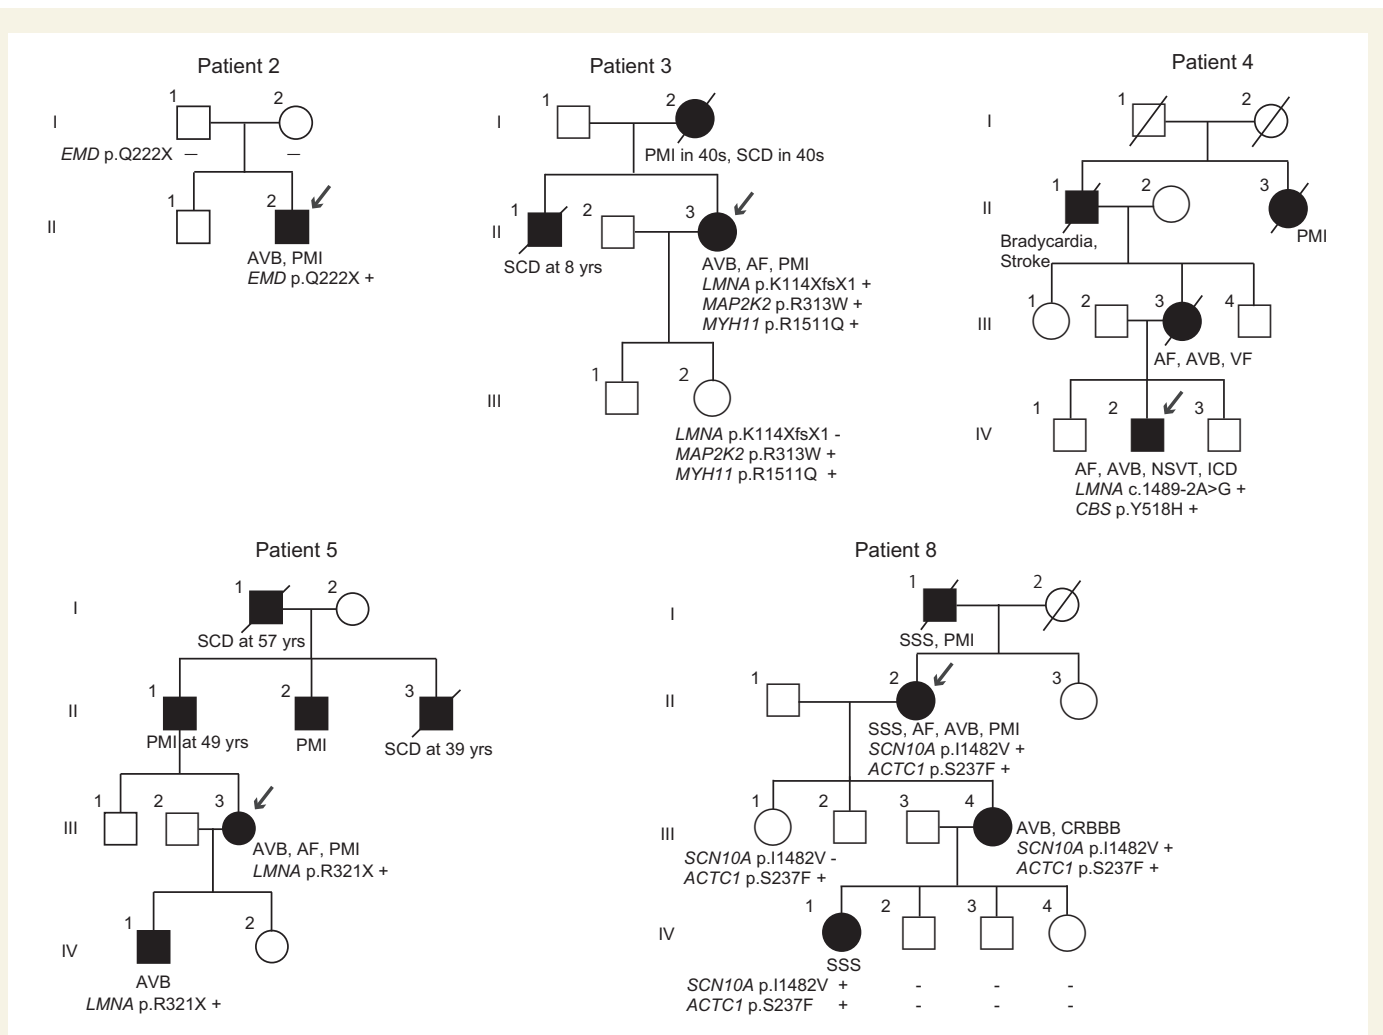 Patient 2
1 2
I
EMD p.Q222X – –
1 2
II
AVB, PMI
EMD p.Q222X +
Patient 3
1 2
I
PMI in 40s, SCD in 40s
1 2 3
II
SCD at 8 yrs
AVB, AF, PMI
LMNA p.K114XfsX1 +
MAP2K2 p.R313W +
MYH11 p.R1511Q +
1 2
III
LMNA p.K114XfsX1 -
MAP2K2 p.R313W +
MYH11 p.R1511Q +
Patient 4
1 2
I
1 2 3
II
Bradycardia,
Stroke
PMI
1 2 3 4
III
AF, AVB, VF
1 2 3
IV
AF, AVB, NSVT, ICD
LMNA c.1489-2A>G +
CBS p.Y518H +
Patient 5
1 2
I
SCD at 57 yrs
1 2 3
II
PMI at 49 yrs
PMI
SCD at 39 yrs
1 2 3
III
AVB, AF, PMI
LMNA p.R321X +
1 2
IV
AVB
LMNA p.R321X +
Patient 8
1 2
I
SSS, PMI
1 2 3
II
SSS, AF, AVB, PMI
SCN10A p.I1482V +
ACTC1 p.S237F +
1 2 3 4
III
SCN10A p.I1482V -
ACTC1 p.S237F +
AVB, CRBBB
SCN10A p.I1482V +
ACTC1 p.S237F +
1 2 3 4
IV
SSS
SCN10A p.I1482V + - - -
ACTC1 p.S237F + - - -